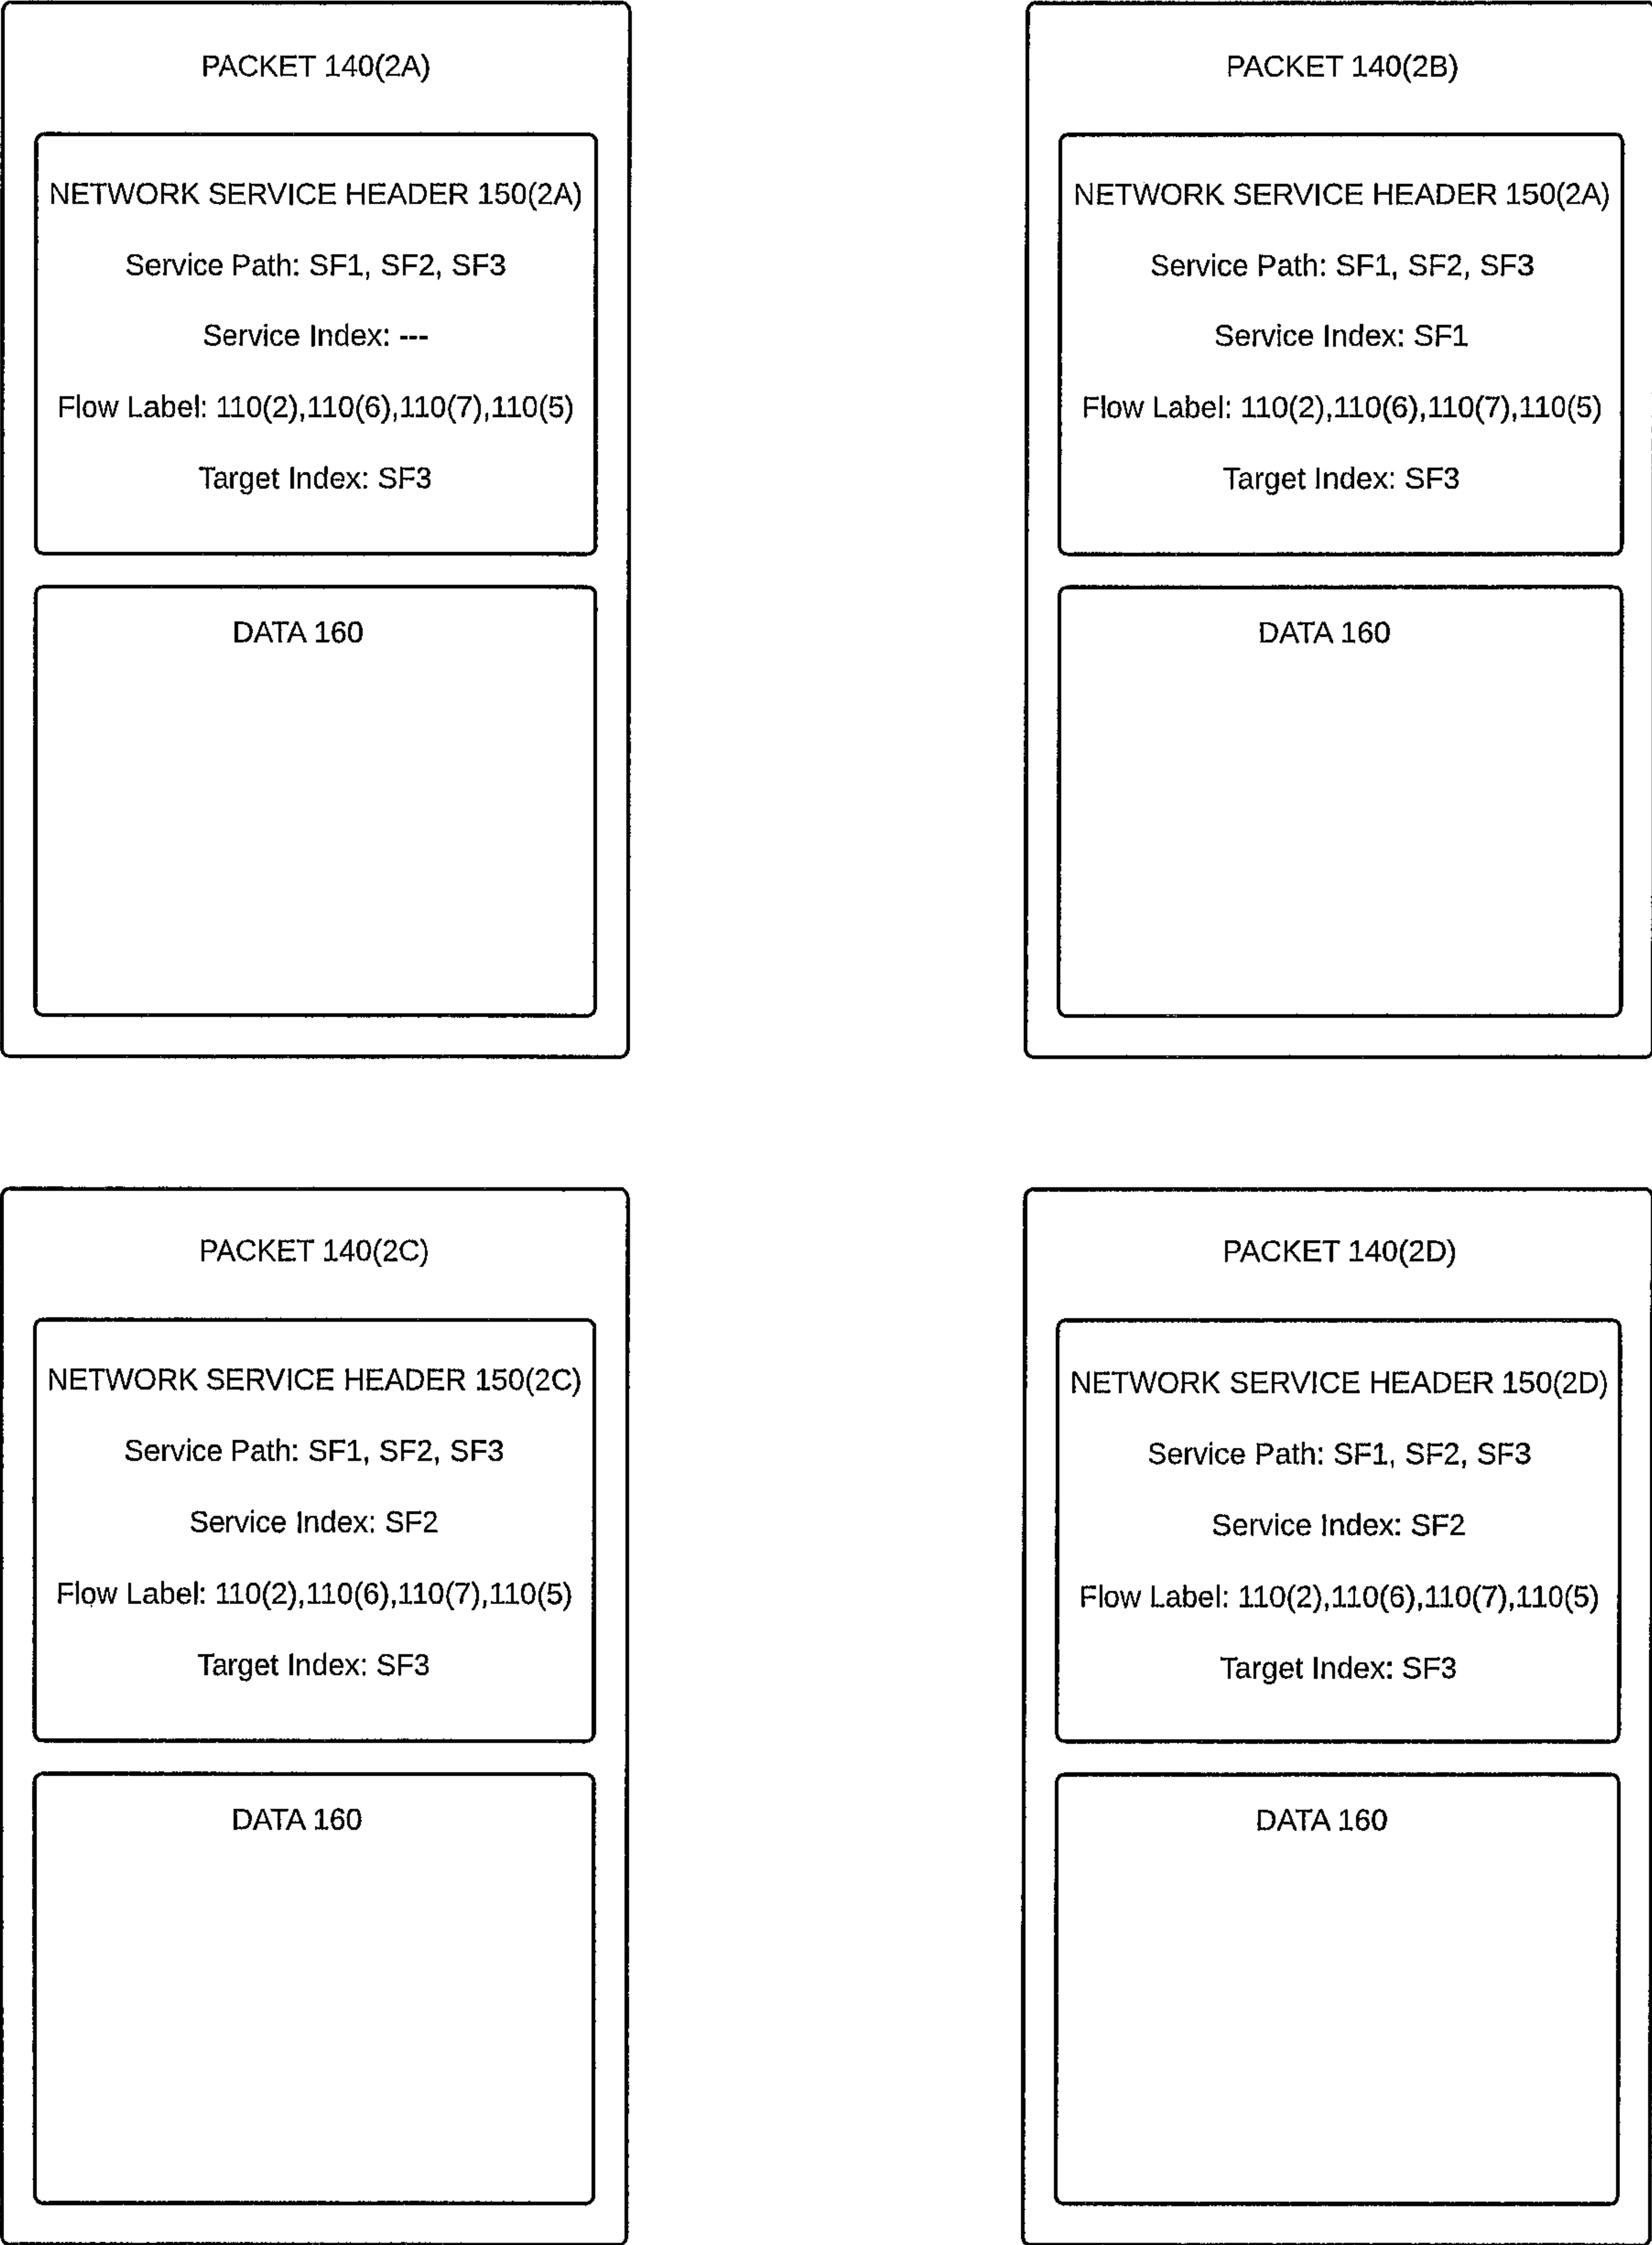 PACKET 140(2A)
NETWORK SERVICE HEADER 150(2A)
Service Path: SF1, SF2, SF3
Service Index: ---
Flow Label: 110(2),110(6),110(7),110(5)
Target Index: SF3
DATA 160
PACKET 140(2B)
NETWORK SERVICE HEADER 150(2A)
Service Path: SF1, SF2, SF3
Service Index: SF1
Flow Label: 110(2),110(6),110(7),110(5)
Target Index: SF3
DATA 160
PACKET 140(2C)
NETWORK SERVICE HEADER 150(2C)
Service Path: SF1, SF2, SF3
Service Index: SF2
Flow Label: 110(2),110(6),110(7),110(5)
Target Index: SF3
DATA 160
PACKET 140(2D)
NETWORK SERVICE HEADER 150(2D)
Service Path: SF1, SF2, SF3
Service Index: SF2
Flow Label: 110(2),110(6),110(7),110(5)
Target Index: SF3
DATA 160